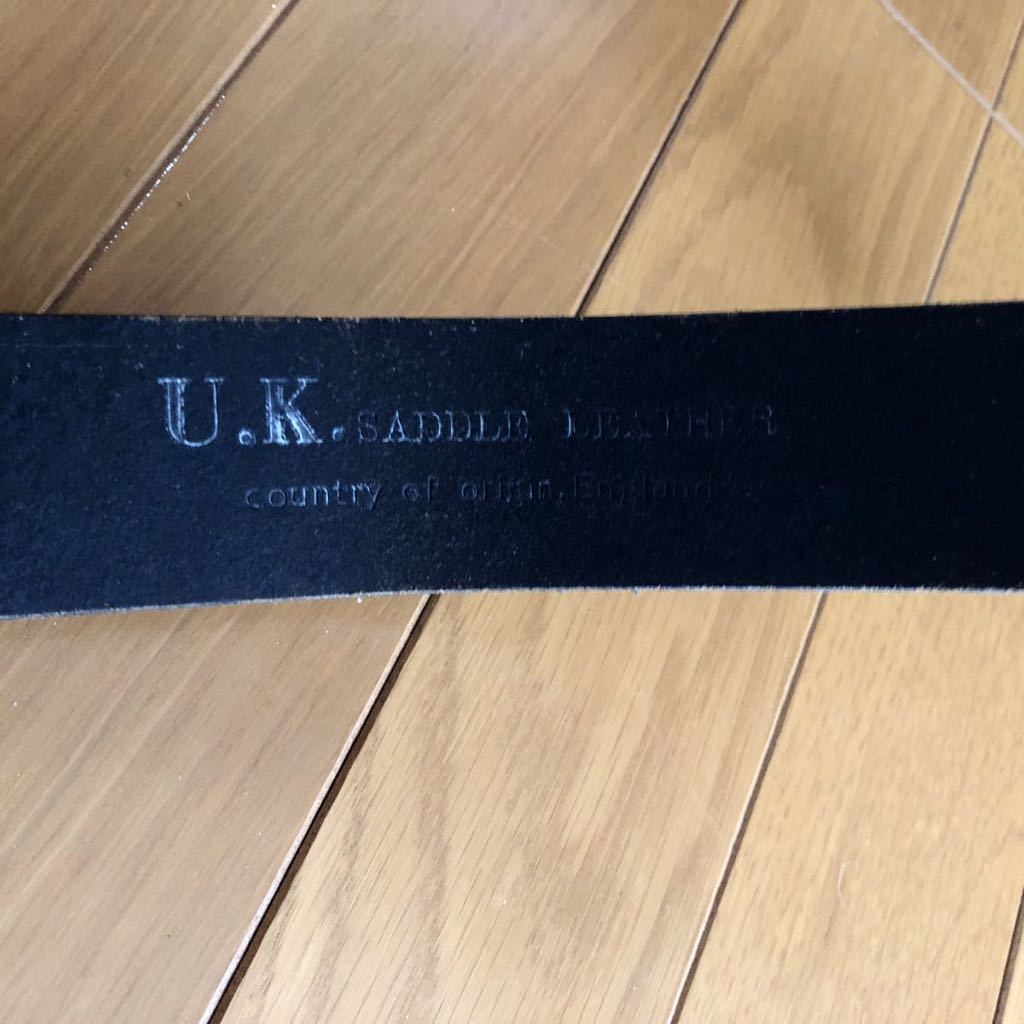 U.K. SADDLE LEATHER
country of origin, England